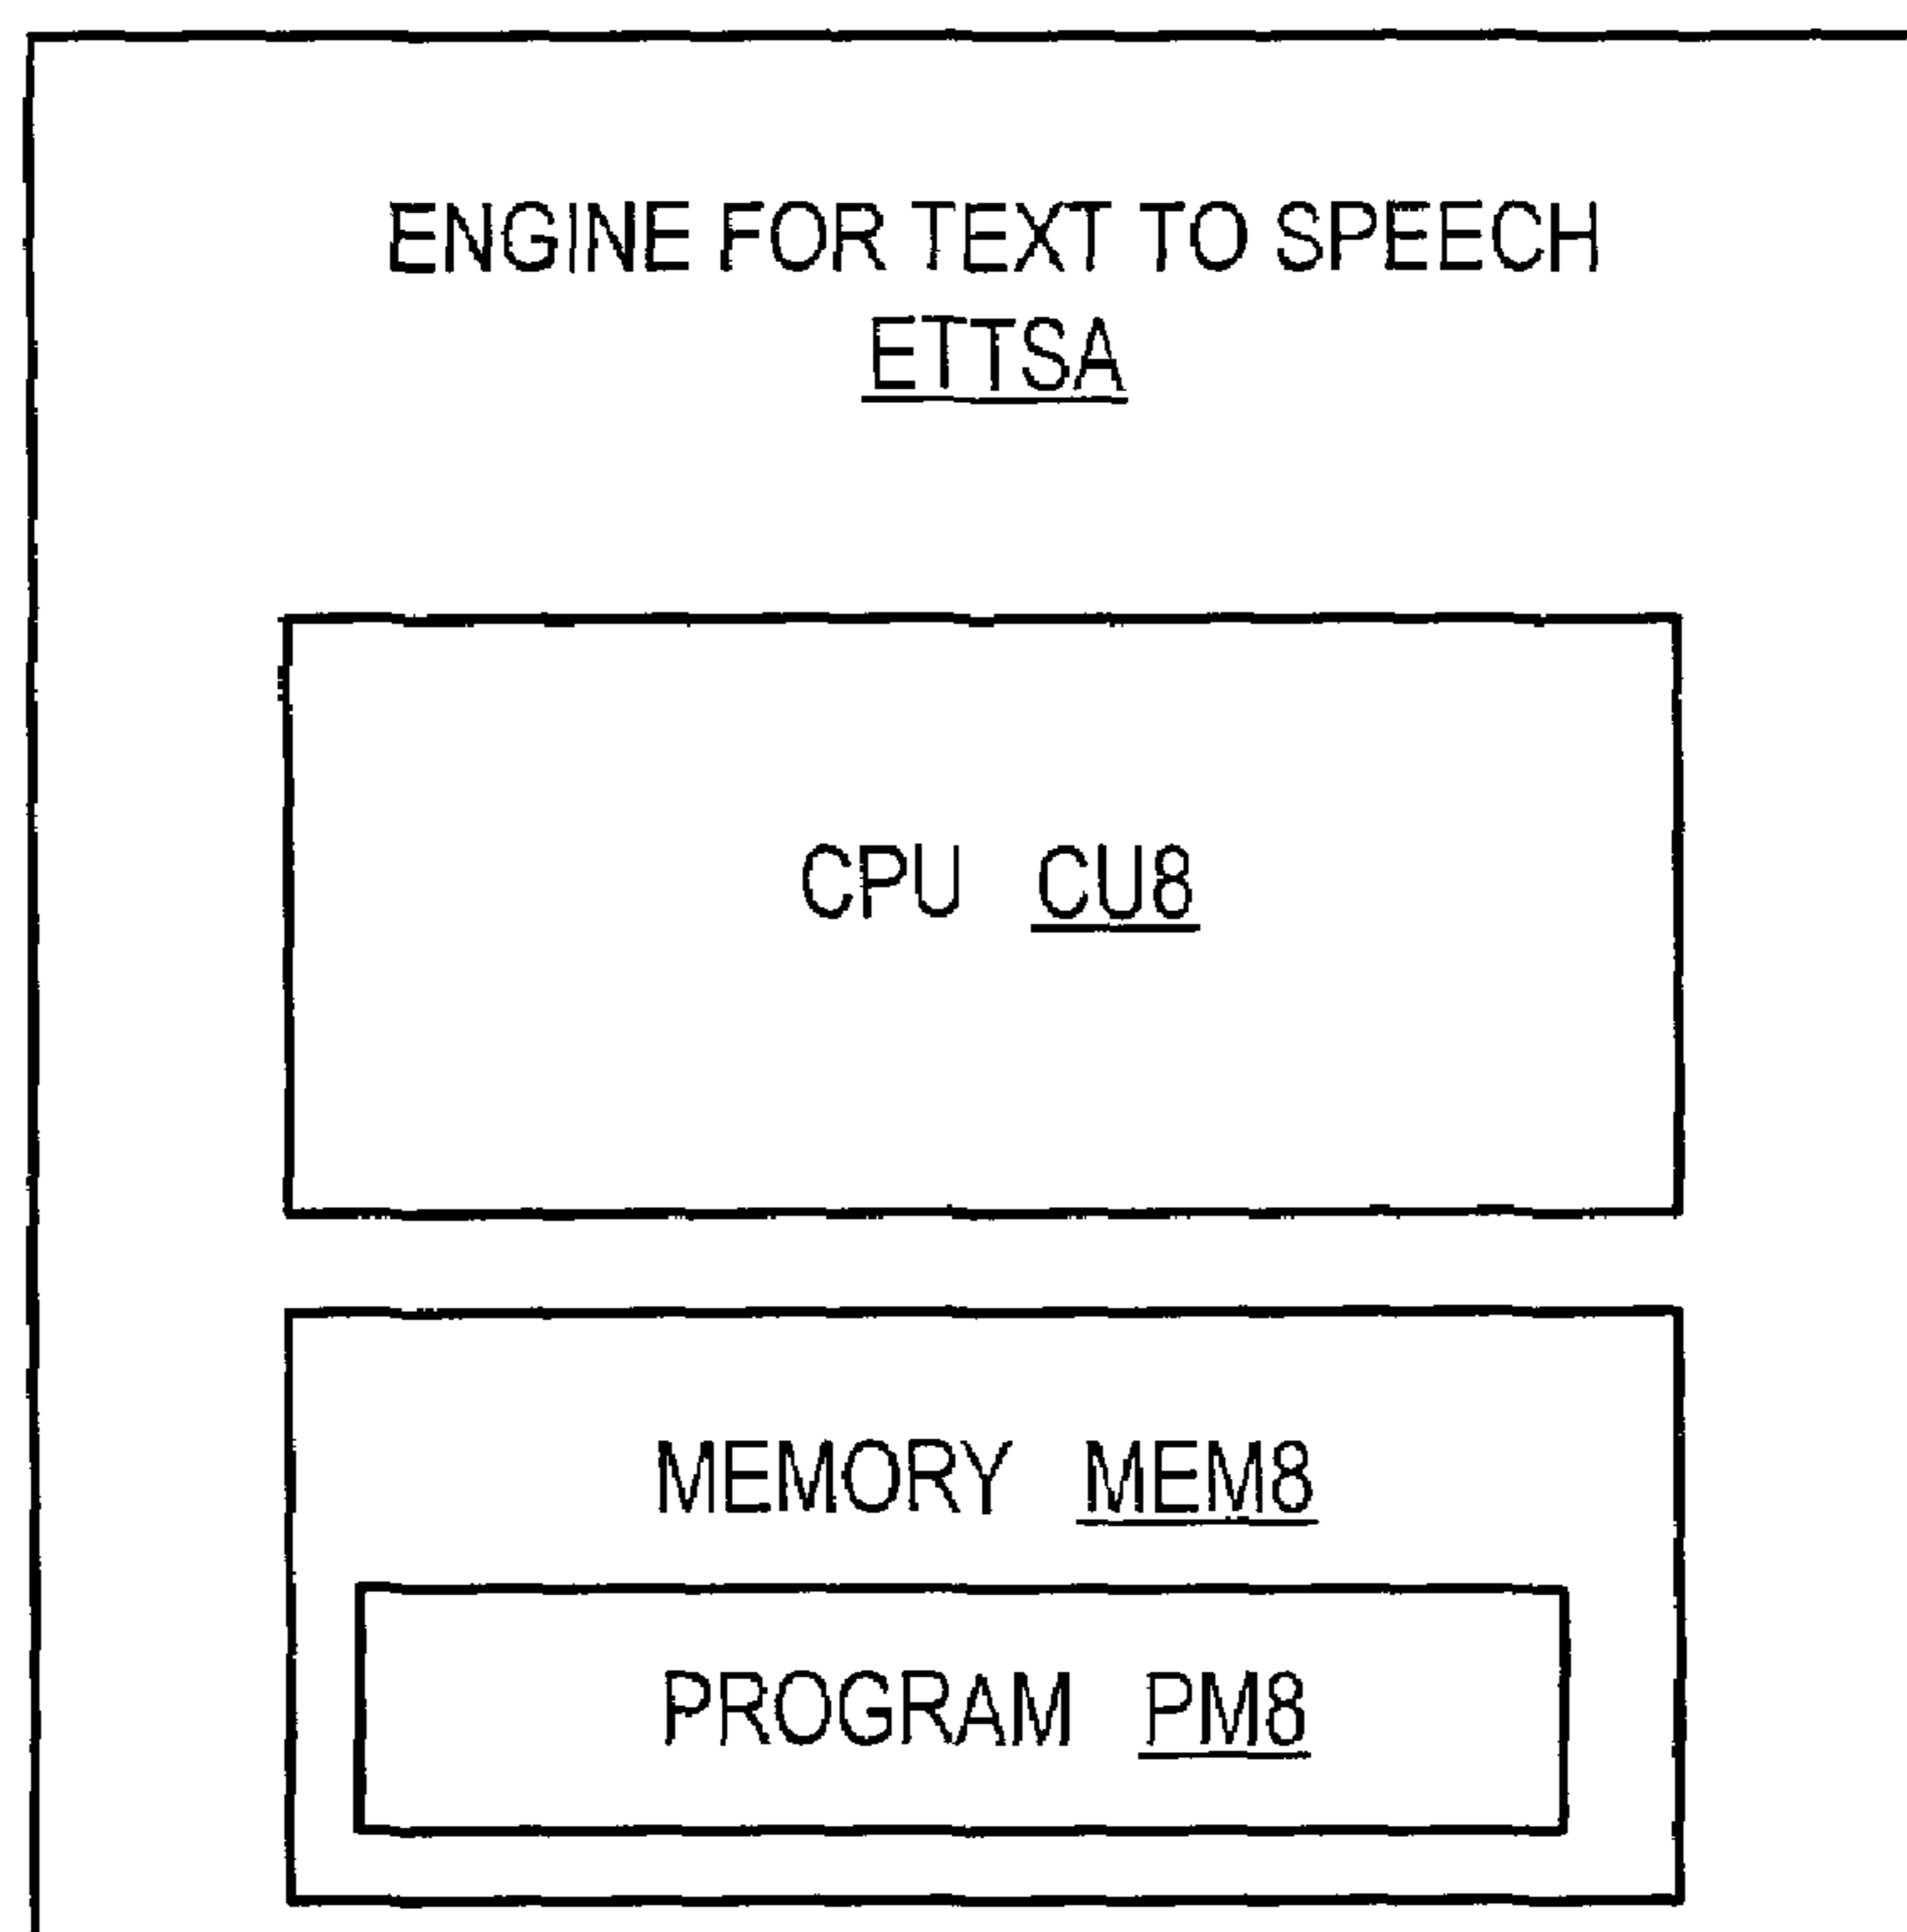 ENGINE FOR TEXT TO SPEECH
ETTSA
CPU CU8
MEMORY MEM8
PROGRAM PM8